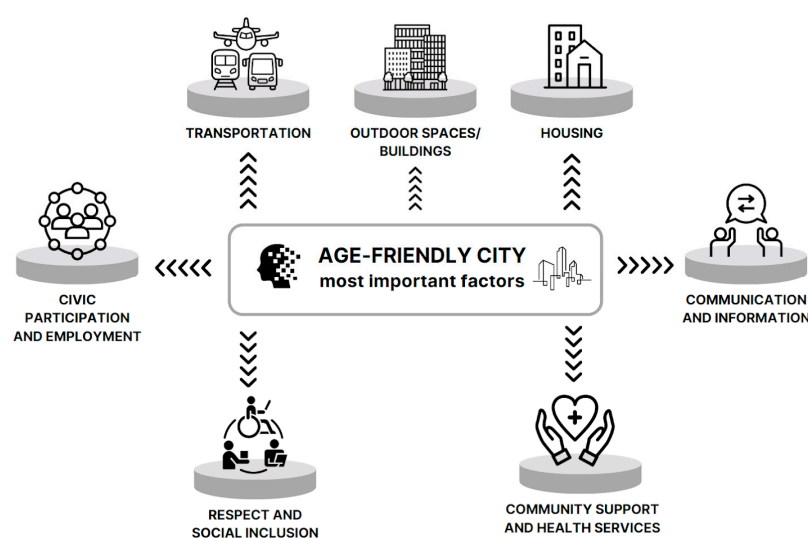 TRANSPORTATION
OUTDOOR SPACES/
BUILDINGS
HOUSING
AGE-FRIENDLY CITY
most important factors
CIVIC
PARTICIPATION
AND EMPLOYMENT
COMMUNICATION
AND INFORMATION
RESPECT AND
SOCIAL INCLUSION
COMMUNITY SUPPORT
AND HEALTH SERVICES